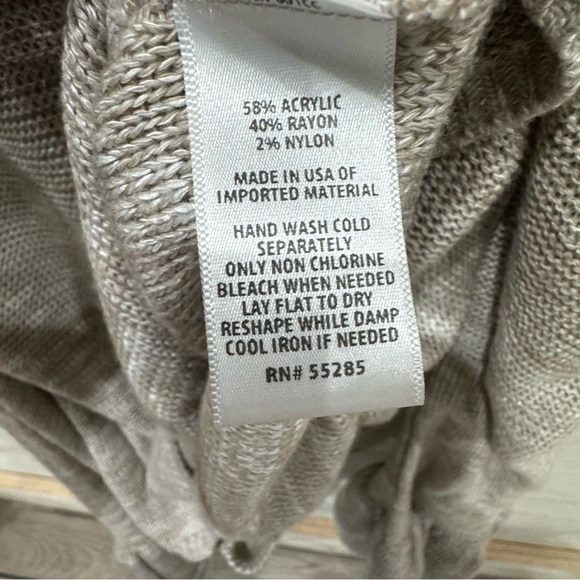 58% ACRYLIC
40% RAYON
2% NYLON
MADE IN USA OF
IMPORTED MATERIAL
HAND WASH COLD
SEPARATELY
ONLY NON CHLORINE
BLEACH WHEN NEEDED
LAY FLAT TO DRY
RESHAPE WHILE DAMP
COOL IRON IF NEEDED
RN# 55285